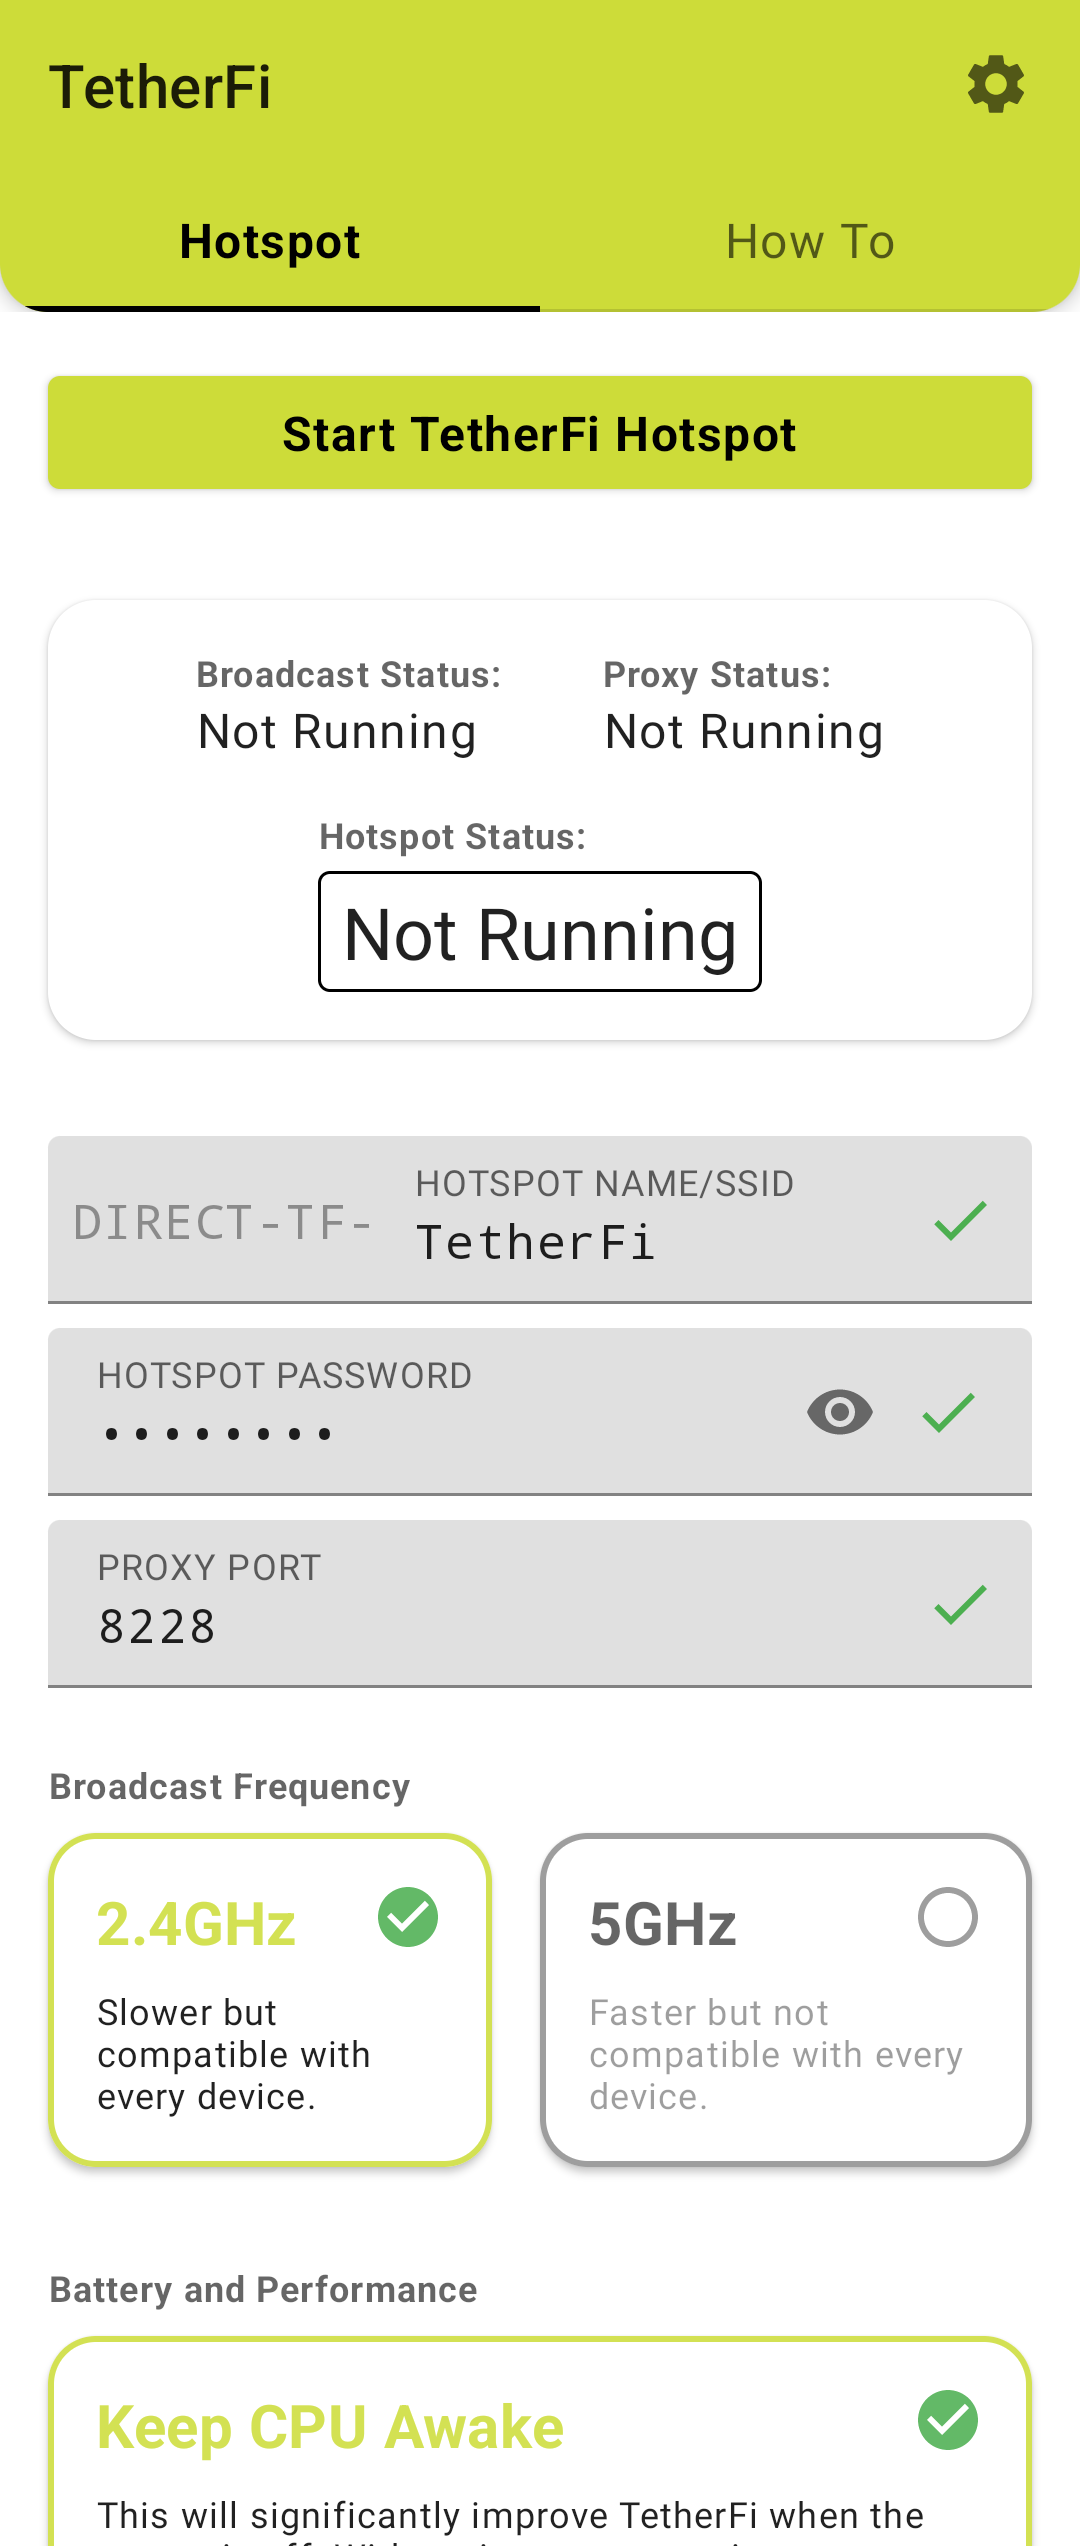 TetherFi
Hotspot
How To
Start TetherFi Hotspot
Broadcast Status:
Not Running
Proxy Status:
Not Running
Hotspot Status:
Not Running
DIRECT-TF-
HOTSPOT NAME/SSID
TetherFi
HOTSPOT PASSWORD
••••••••
PROXY PORT
8228
Broadcast Frequency
2.4GHz
Slower but
compatible with
every device.
5GHz
Faster but not
compatible with every
device.
Battery and Performance
Keep CPU Awake
This will significantly improve TetherFi when the